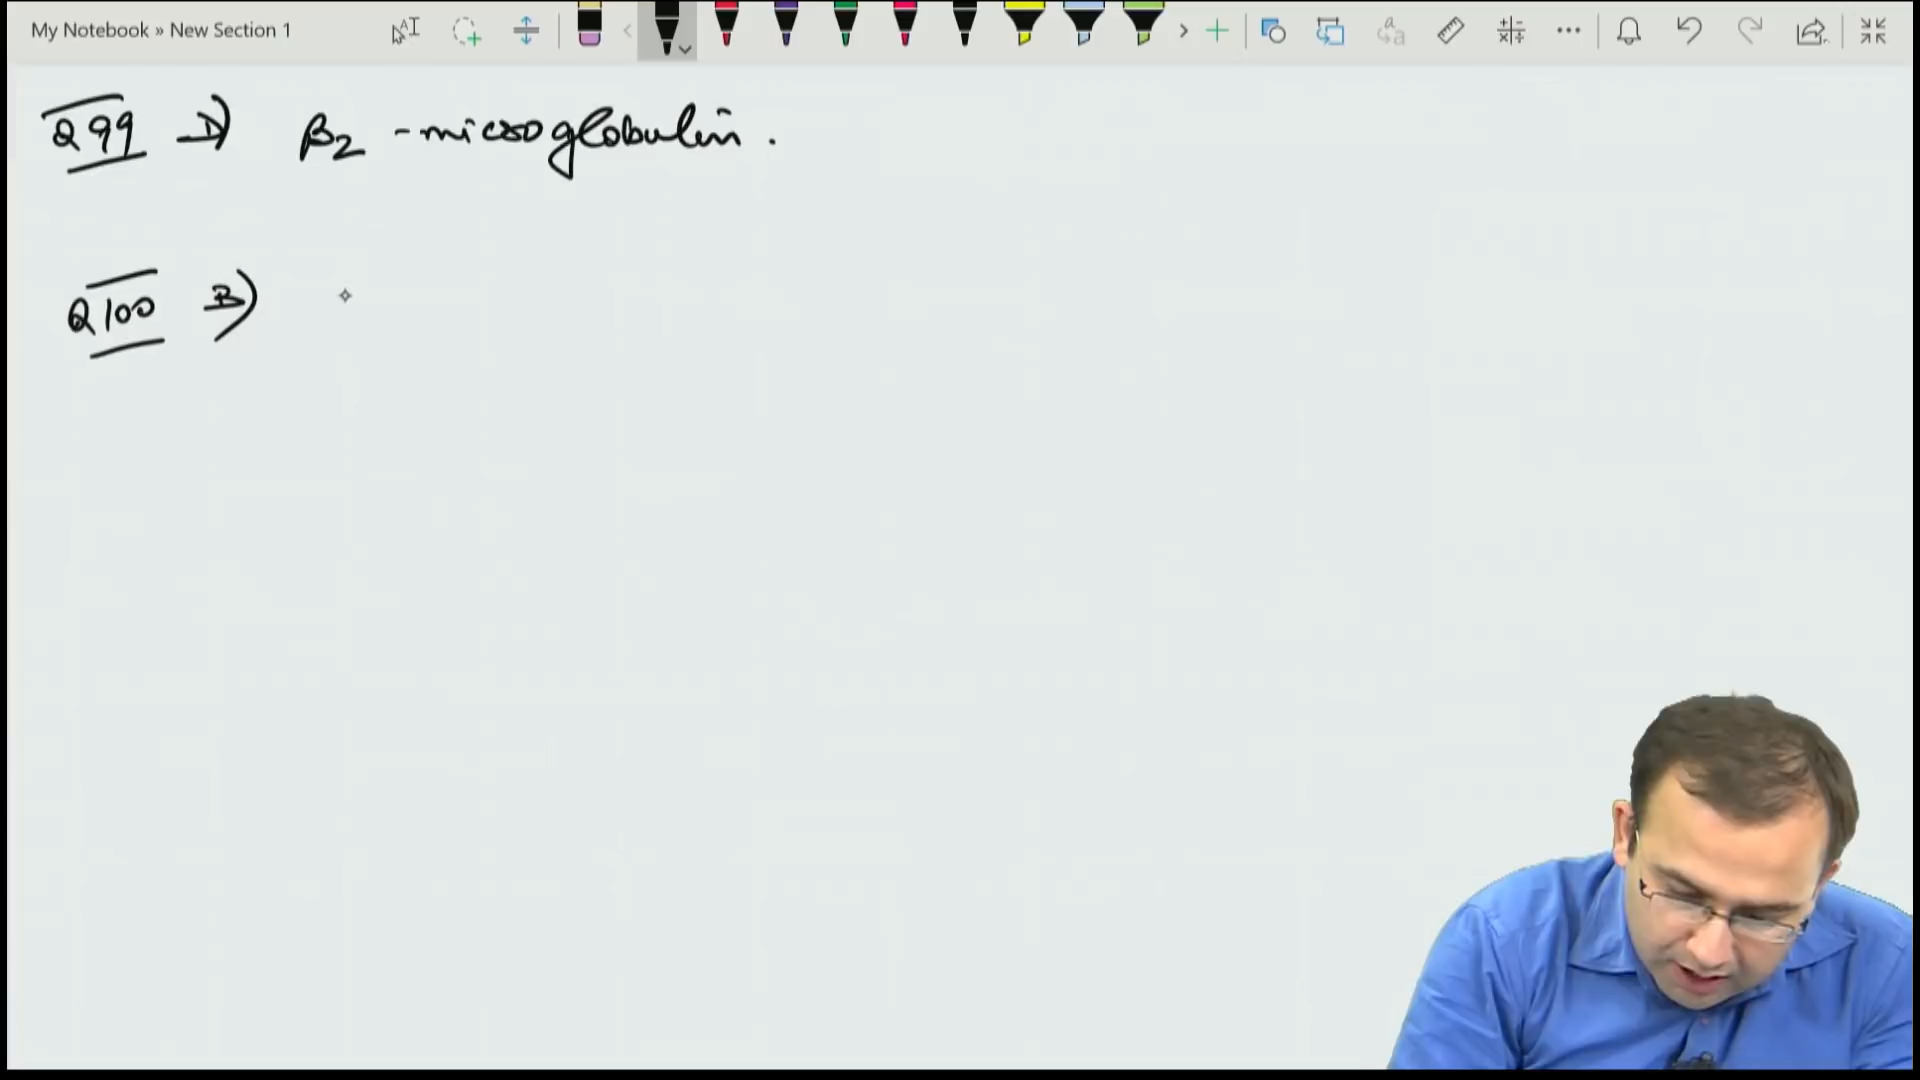 My Notebook » New Section 1
Q99 D) β2 - microglobulin.
Q100 B)